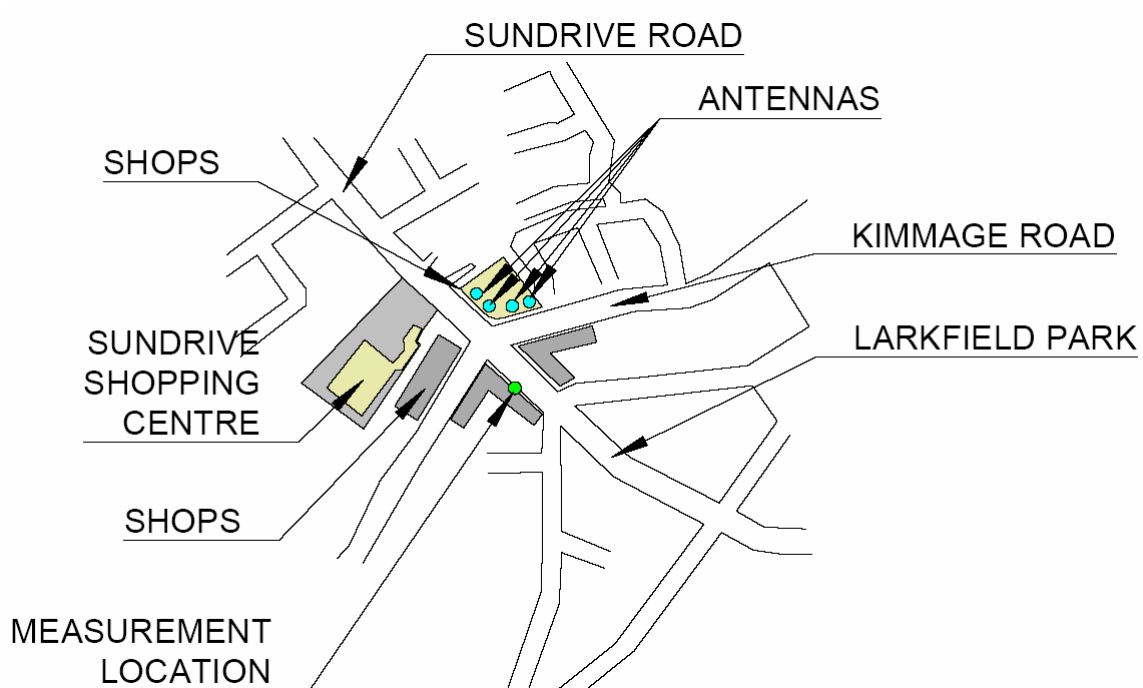 SUNDRIVE ROAD
ANTENNAS
SHOPS
KIMMAGE ROAD
LARKFIELD PARK
SUNDRIVE
SHOPPING
CENTRE
SHOPS
MEASUREMENT
LOCATION